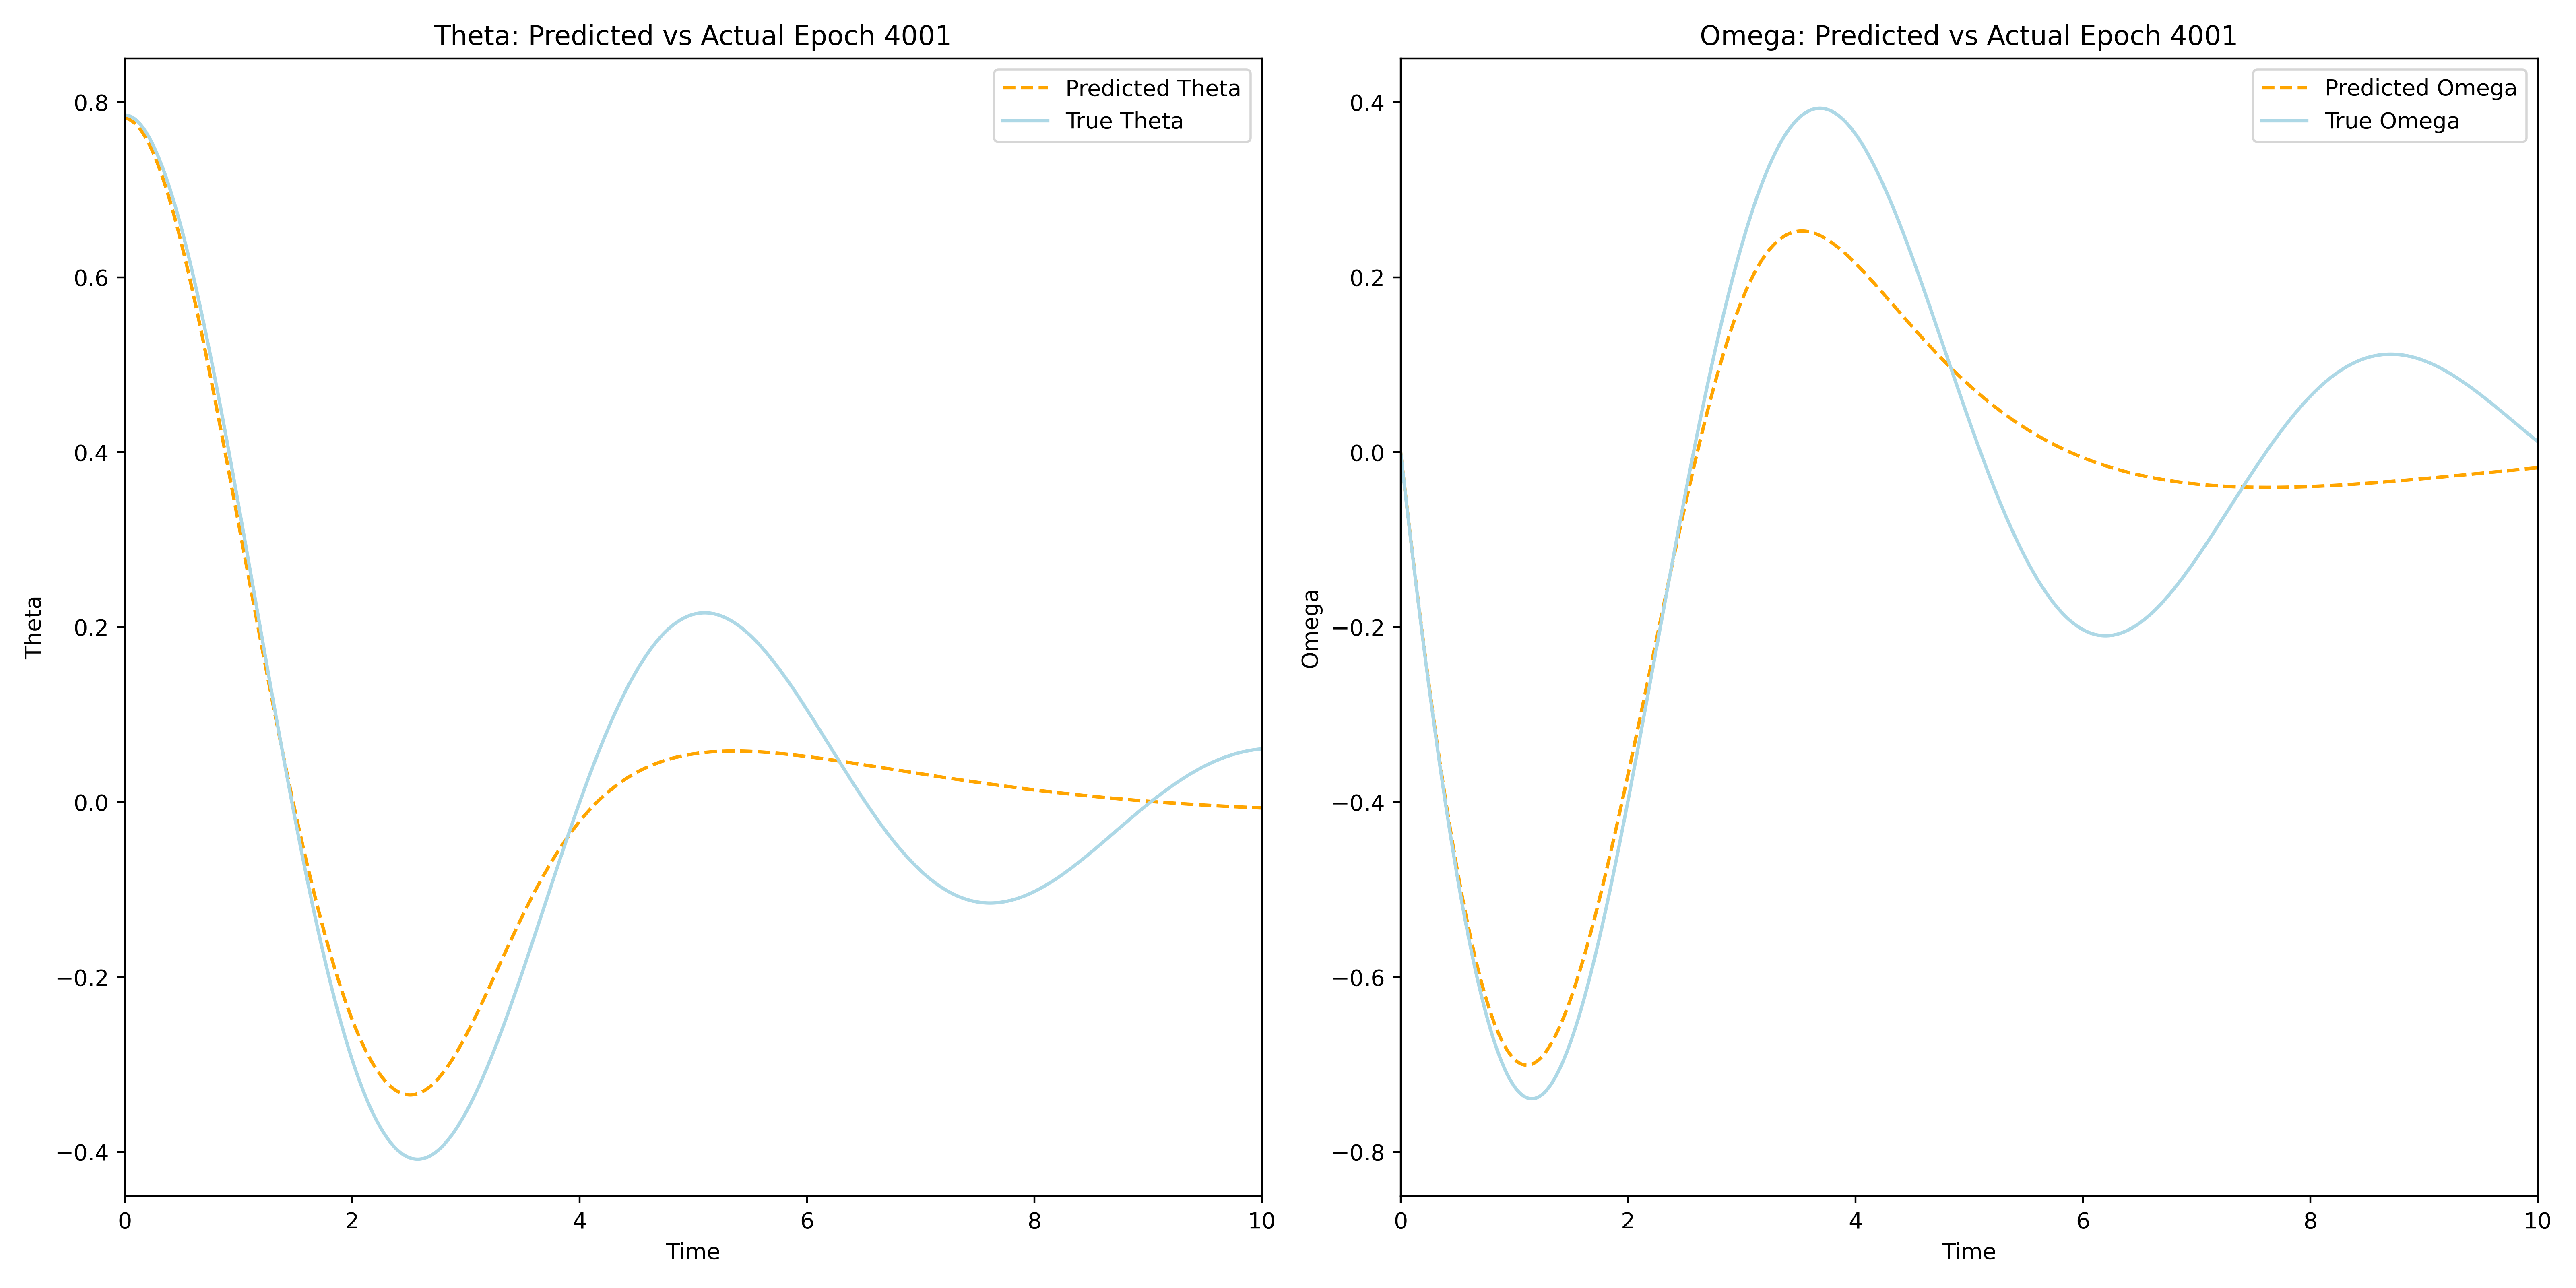 Theta: Predicted vs Actual Epoch 4001
Predicted Theta
True Theta
0.8
0.6
0.4
0.2
0.0
−0.2
−0.4
Theta
0
2
4
6
8
10
Time
Omega: Predicted vs Actual Epoch 4001
Predicted Omega
True Omega
0.4
0.2
0.0
−0.2
−0.4
−0.6
−0.8
Omega
0
2
4
6
8
10
Time